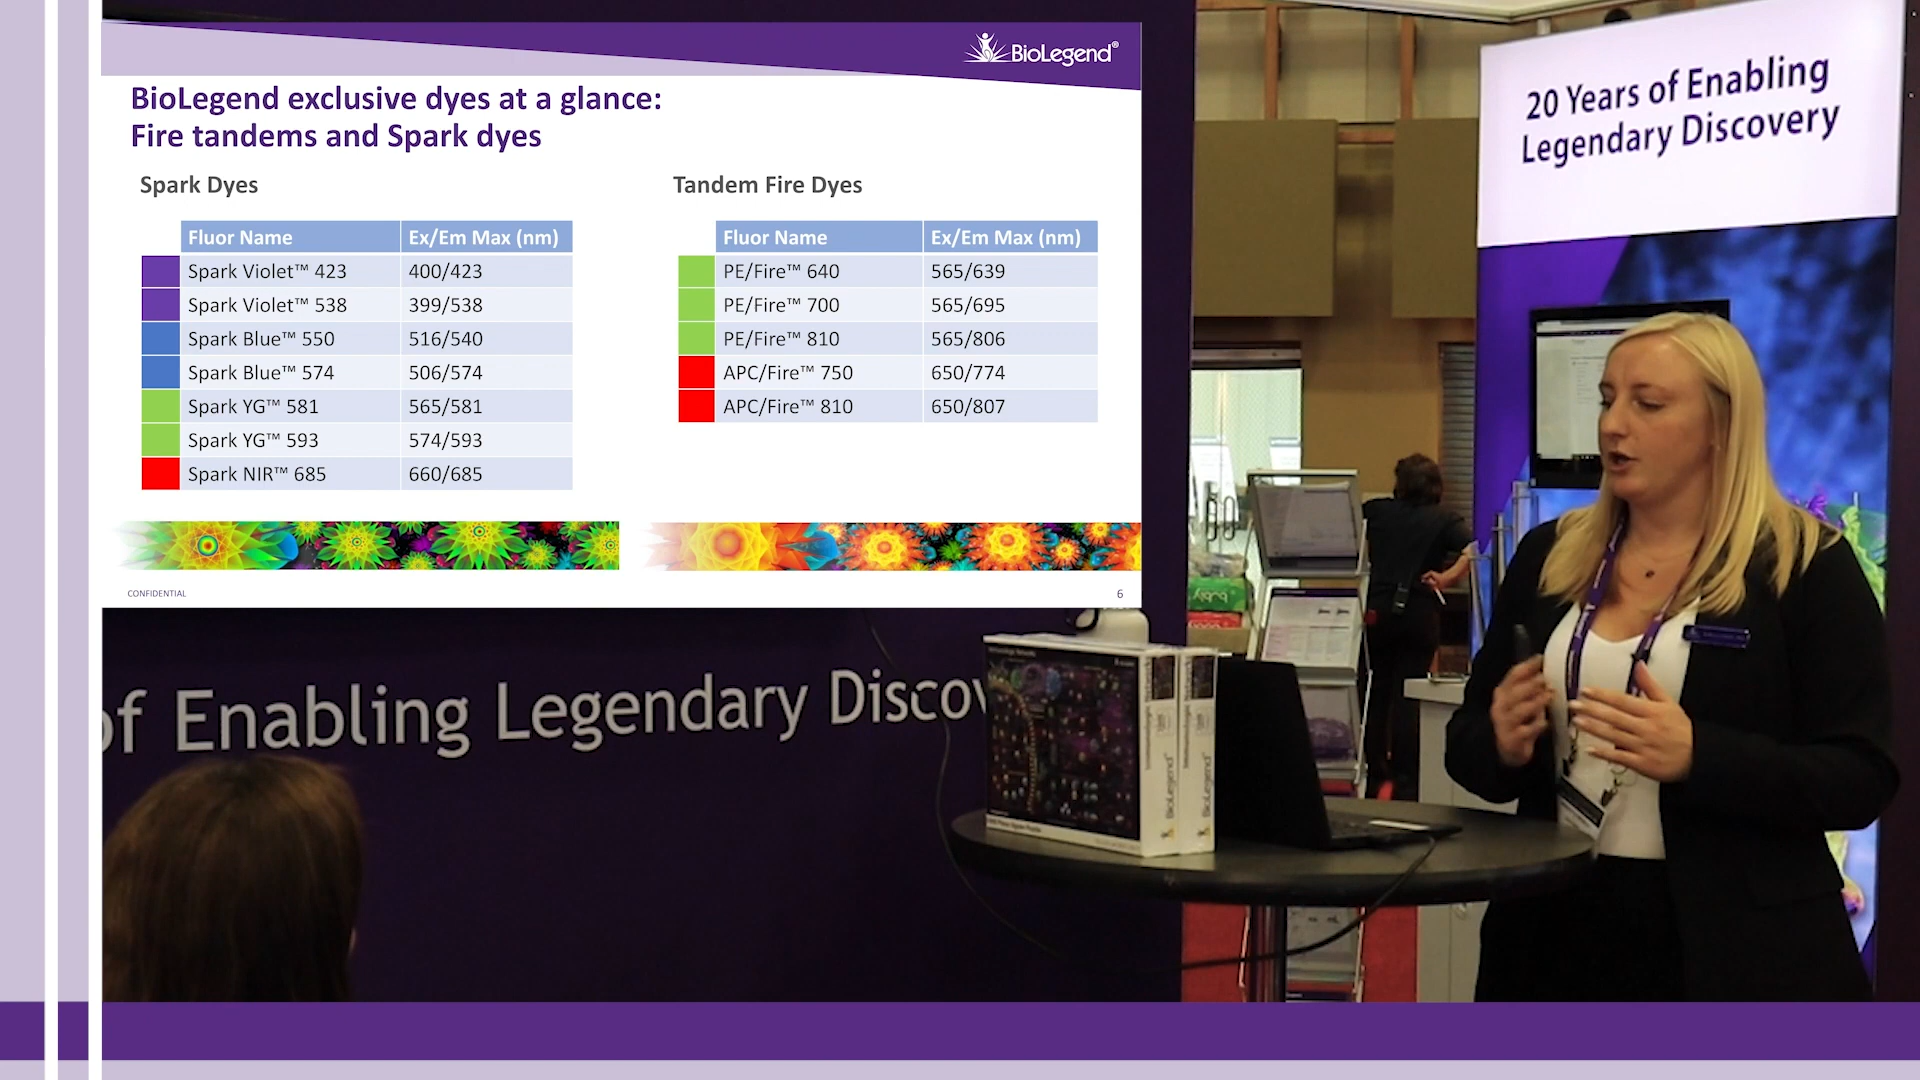 BioLegend®
BioLegend exclusive dyes at a glance:
Fire tandems and Spark dyes
Spark Dyes
Fluor Name Ex/Em Max (nm)
Spark Violet™ 423 400/423
Spark Violet™ 538 399/538
Spark Blue™ 550 516/540
Spark Blue™ 574 506/574
Spark YG™ 581 565/581
Spark YG™ 593 574/593
Spark NIR™ 685 660/685
Tandem Fire Dyes
Fluor Name Ex/Em Max (nm)
PE/Fire™ 640 565/639
PE/Fire™ 700 565/695
PE/Fire™ 810 565/806
APC/Fire™ 750 650/774
APC/Fire™ 810 650/807
CONFIDENTIAL
6
20 Years of Enabling
Legendary Discovery
of Enabling Legendary Discov
BioLegend
BioLegend
bubly